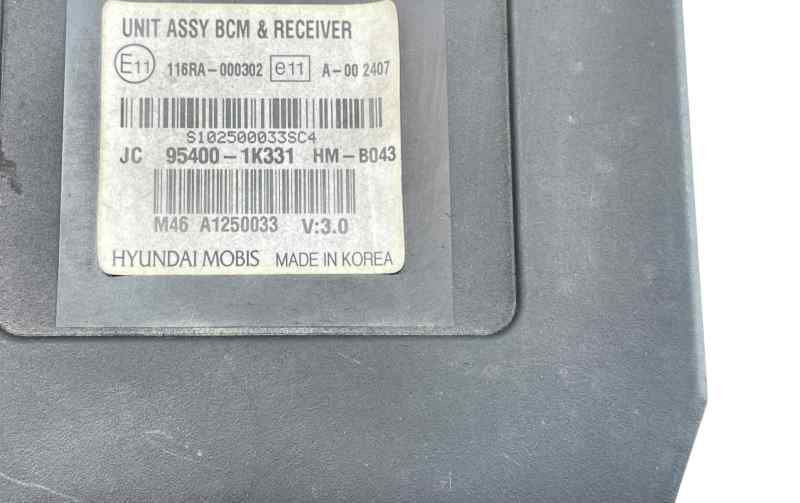 UNIT ASSY BCM & RECEIVER
E11 116RA-000302 e11 A-00 2407
S102500033SC4
JC 95400-1K331 HM-B043
M46 A1250033 V:3.0
HYUNDAI MOBIS MADE IN KOREA